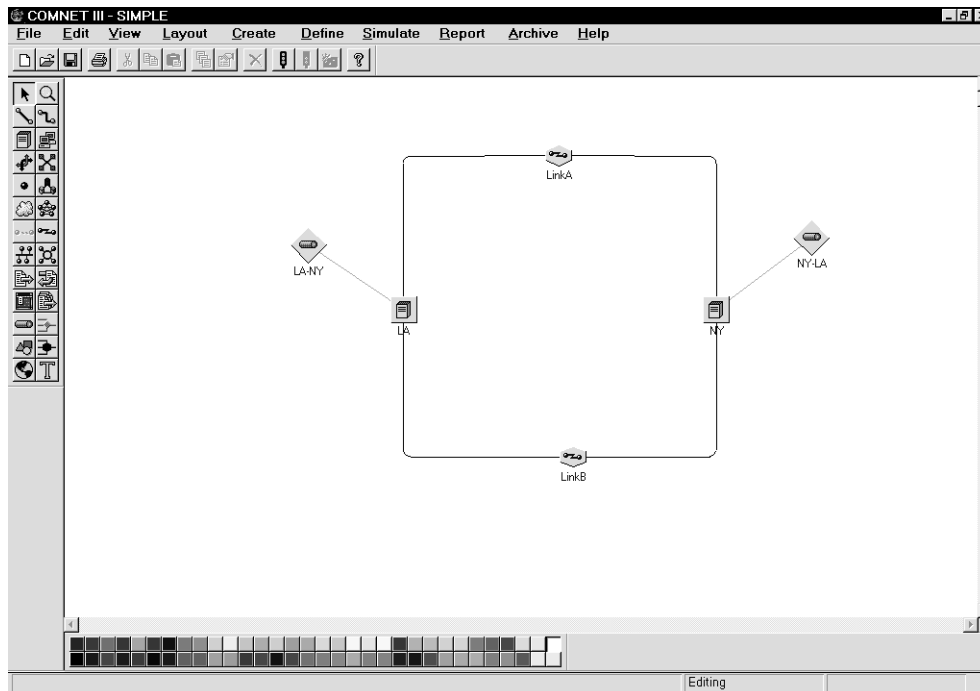 COMNET III - SIMPLE
File Edit View Layout Create Define Simulate Report Archive Help
LinkA
LA-NY
NY-LA
LA
NY
LinkB
Editing